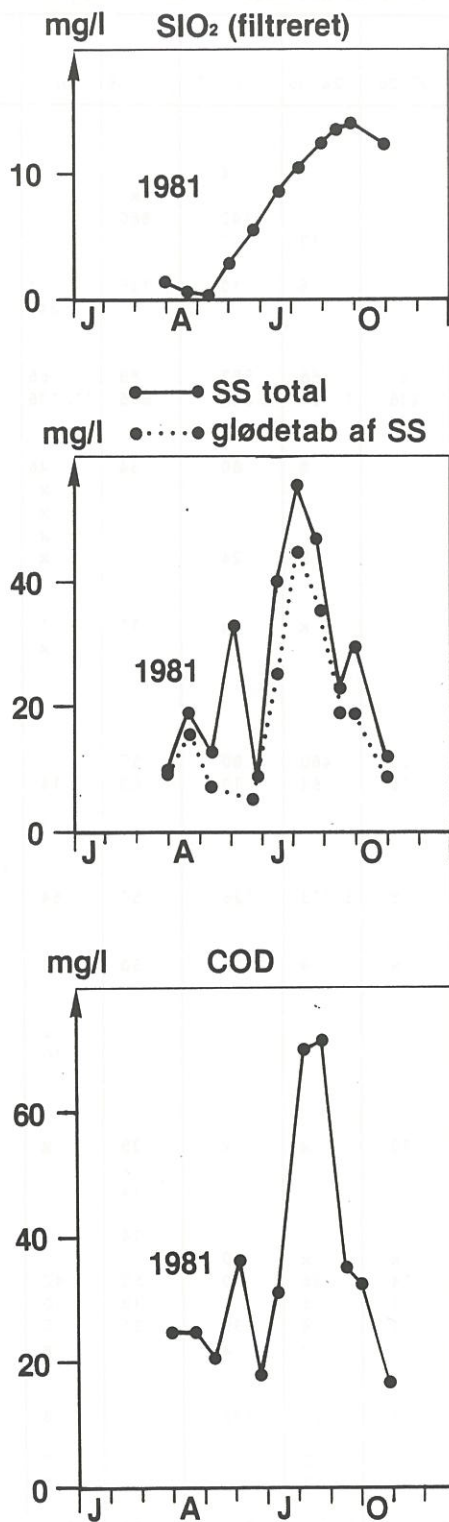 mg/l SIO₂ (filtreret)
10
1981
0
J A J O
SS total
mg/l glødetab af SS
40
1981
20
0
J A J O
mg/l COD
60
40
1981
20
0
J A J O